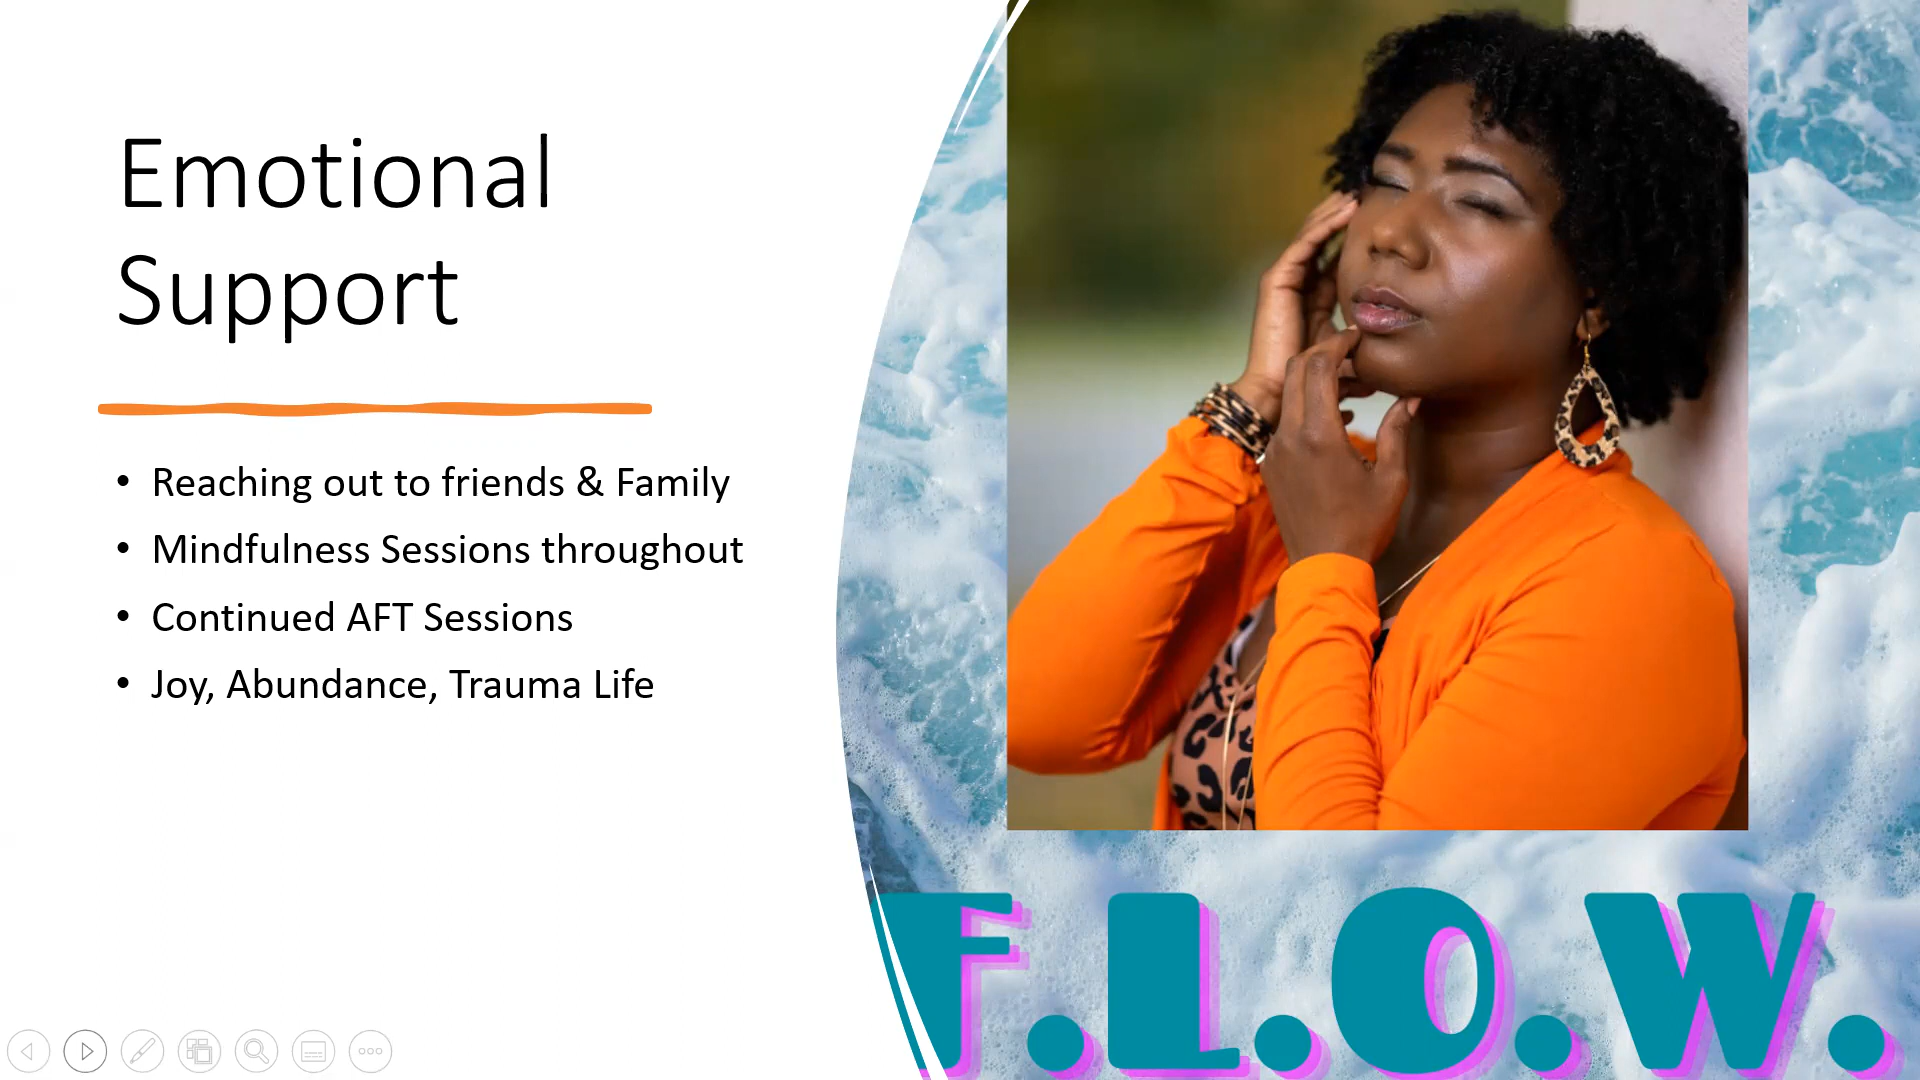 Emotional
Support
• Reaching out to friends & Family
• Mindfulness Sessions throughout
• Continued AFT Sessions
• Joy, Abundance, Trauma Life
F.L.O.W.